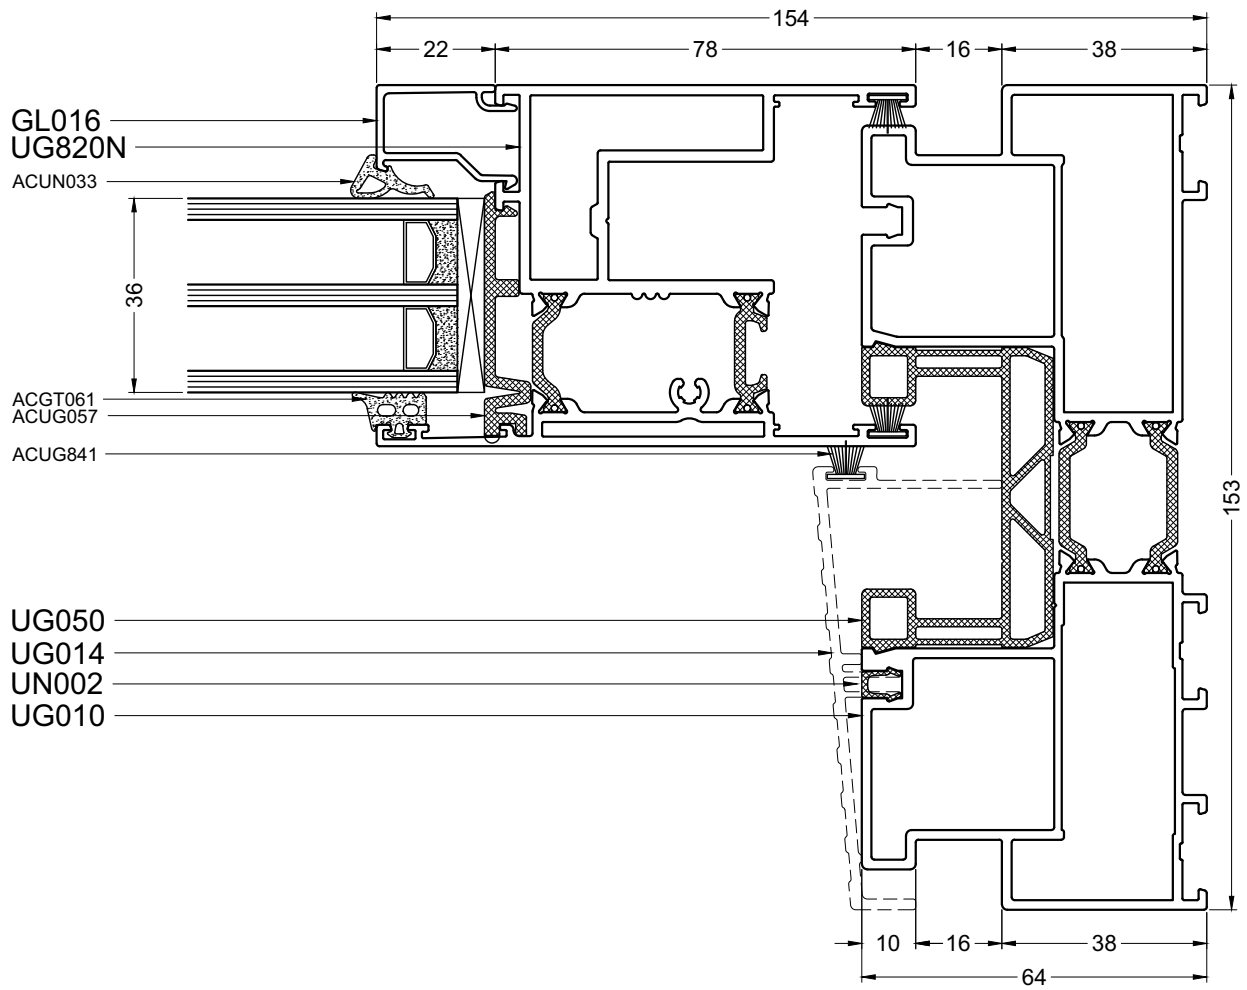 154
22 78 16 38
GL016
UG820N
ACUN033
36
ACGT061
ACUG057
ACUG841
153
UG050
UG014
UN002
UG010
10 16 38
64